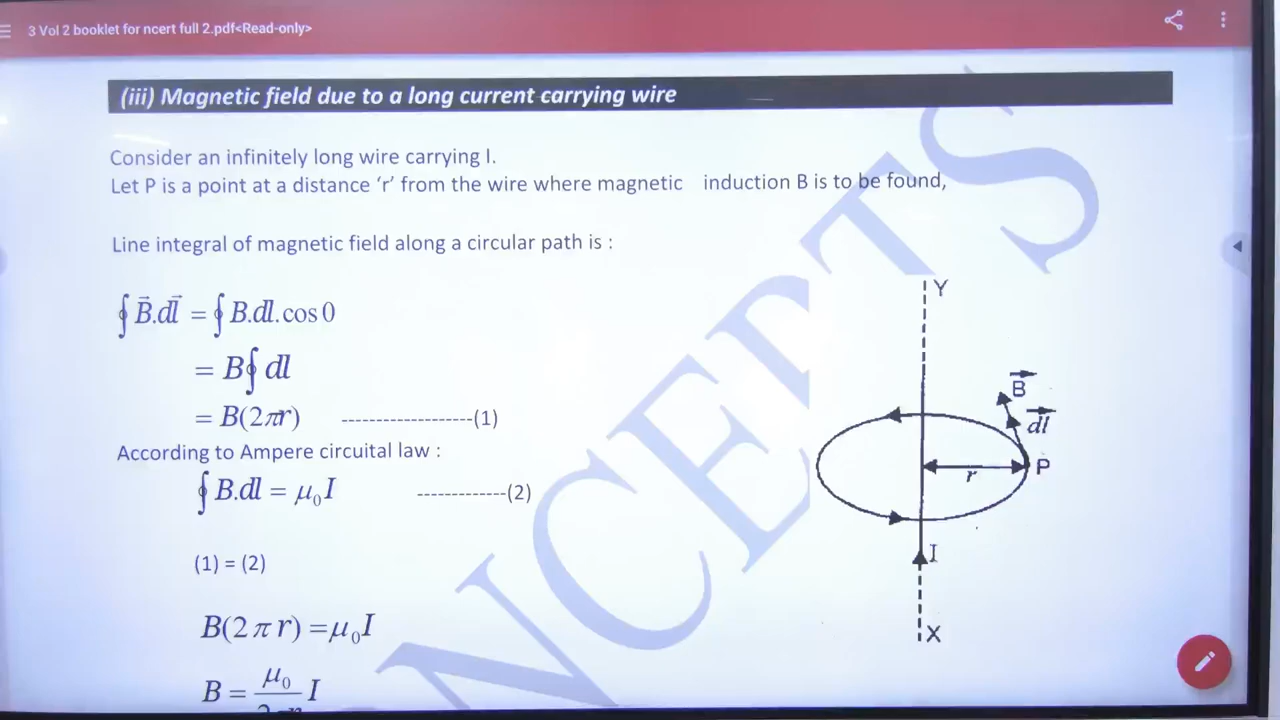 3 Vol 2 booklet for ncert full 2.pdf<Read-only>
(iii) Magnetic field due to a long current carrying wire
Consider an infinitely long wire carrying I.
Let P is a point at a distance ‘r’ from the wire where magnetic induction B is to be found,
Line integral of magnetic field along a circular path is :
∮ B⃗.dl⃗ = ∮ B.dl.cos 0
= B∮ dl
= B(2πr) --------------------(1)
According to Ampere circuital law :
∮ B.dl = μ₀I -------------(2)
(1) = (2)
B(2π r) =μ₀I
B = μ₀ I
Y
B⃗
dl⃗
r
P
I
X
NCERTS